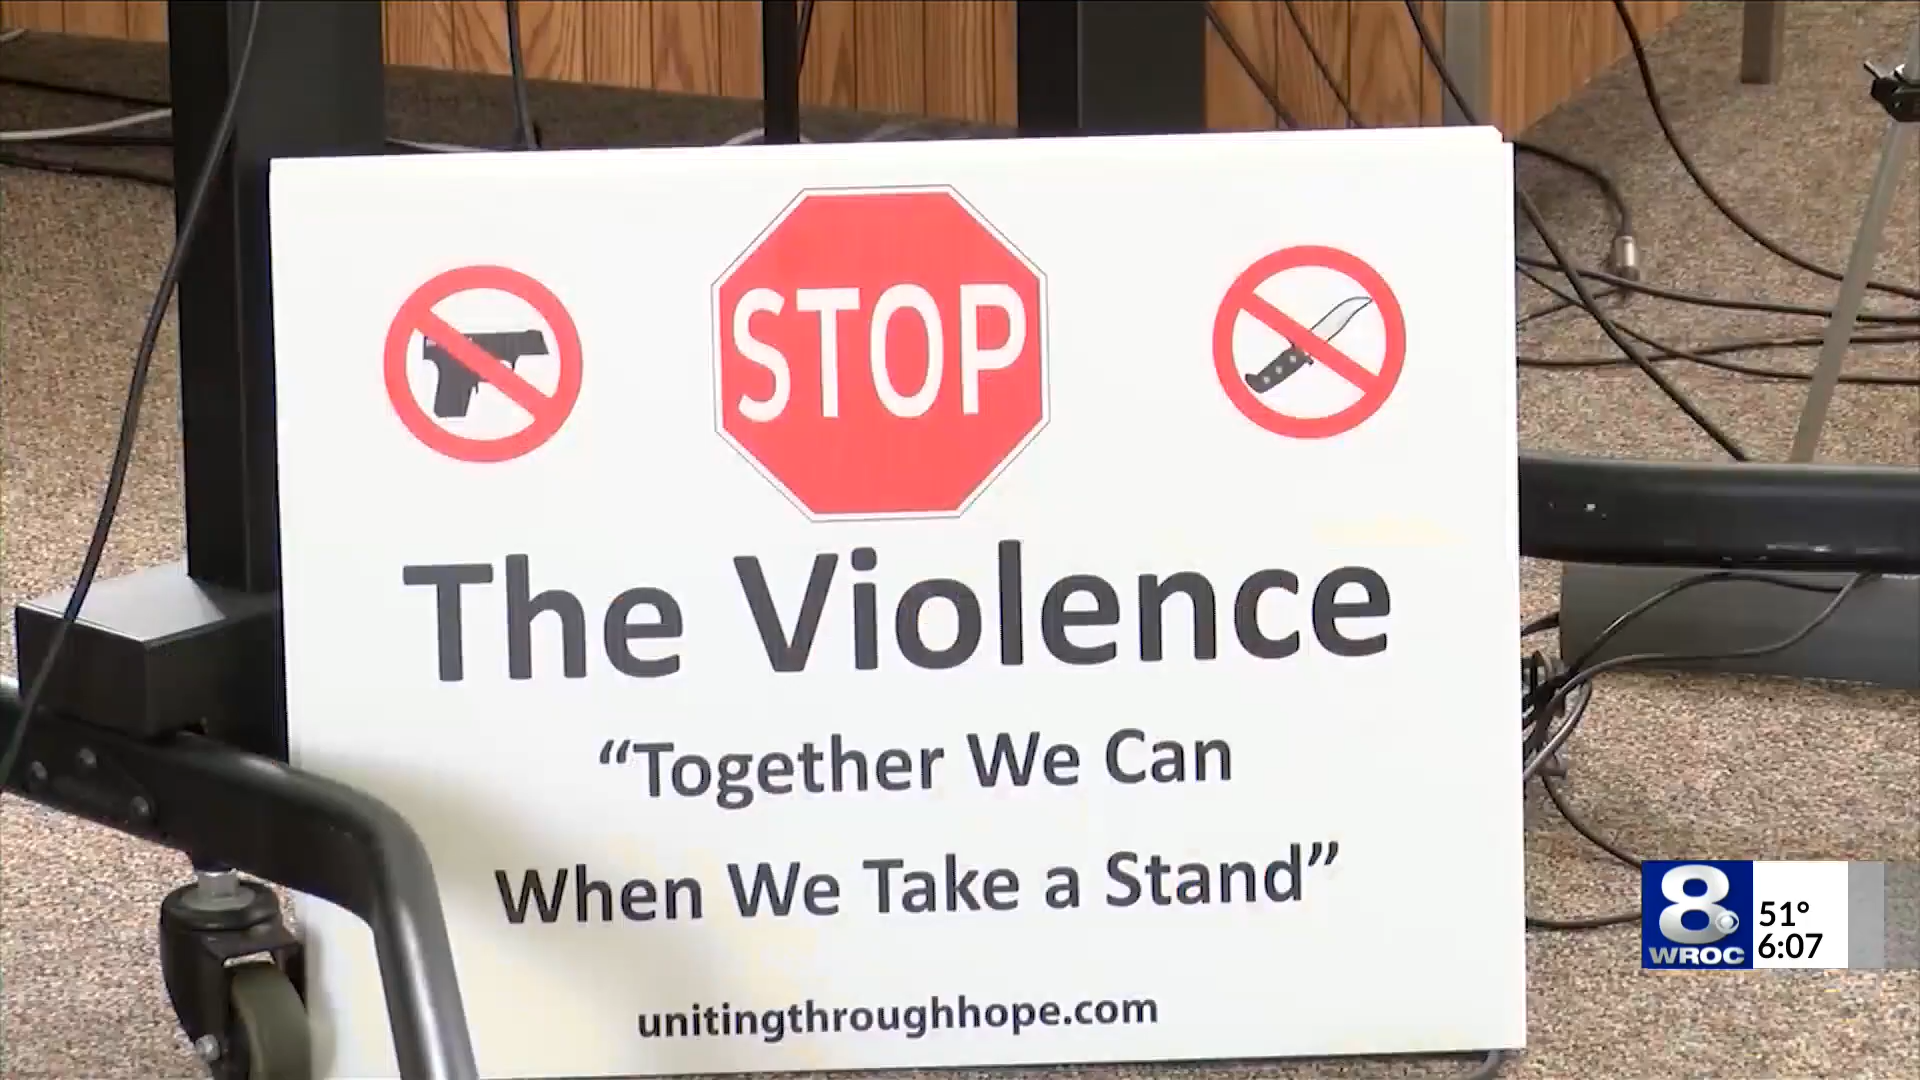 STOP
The Violence
“Together We Can
When We Take a Stand”
unitingthroughhope.com
8
WROC
51°
6:07